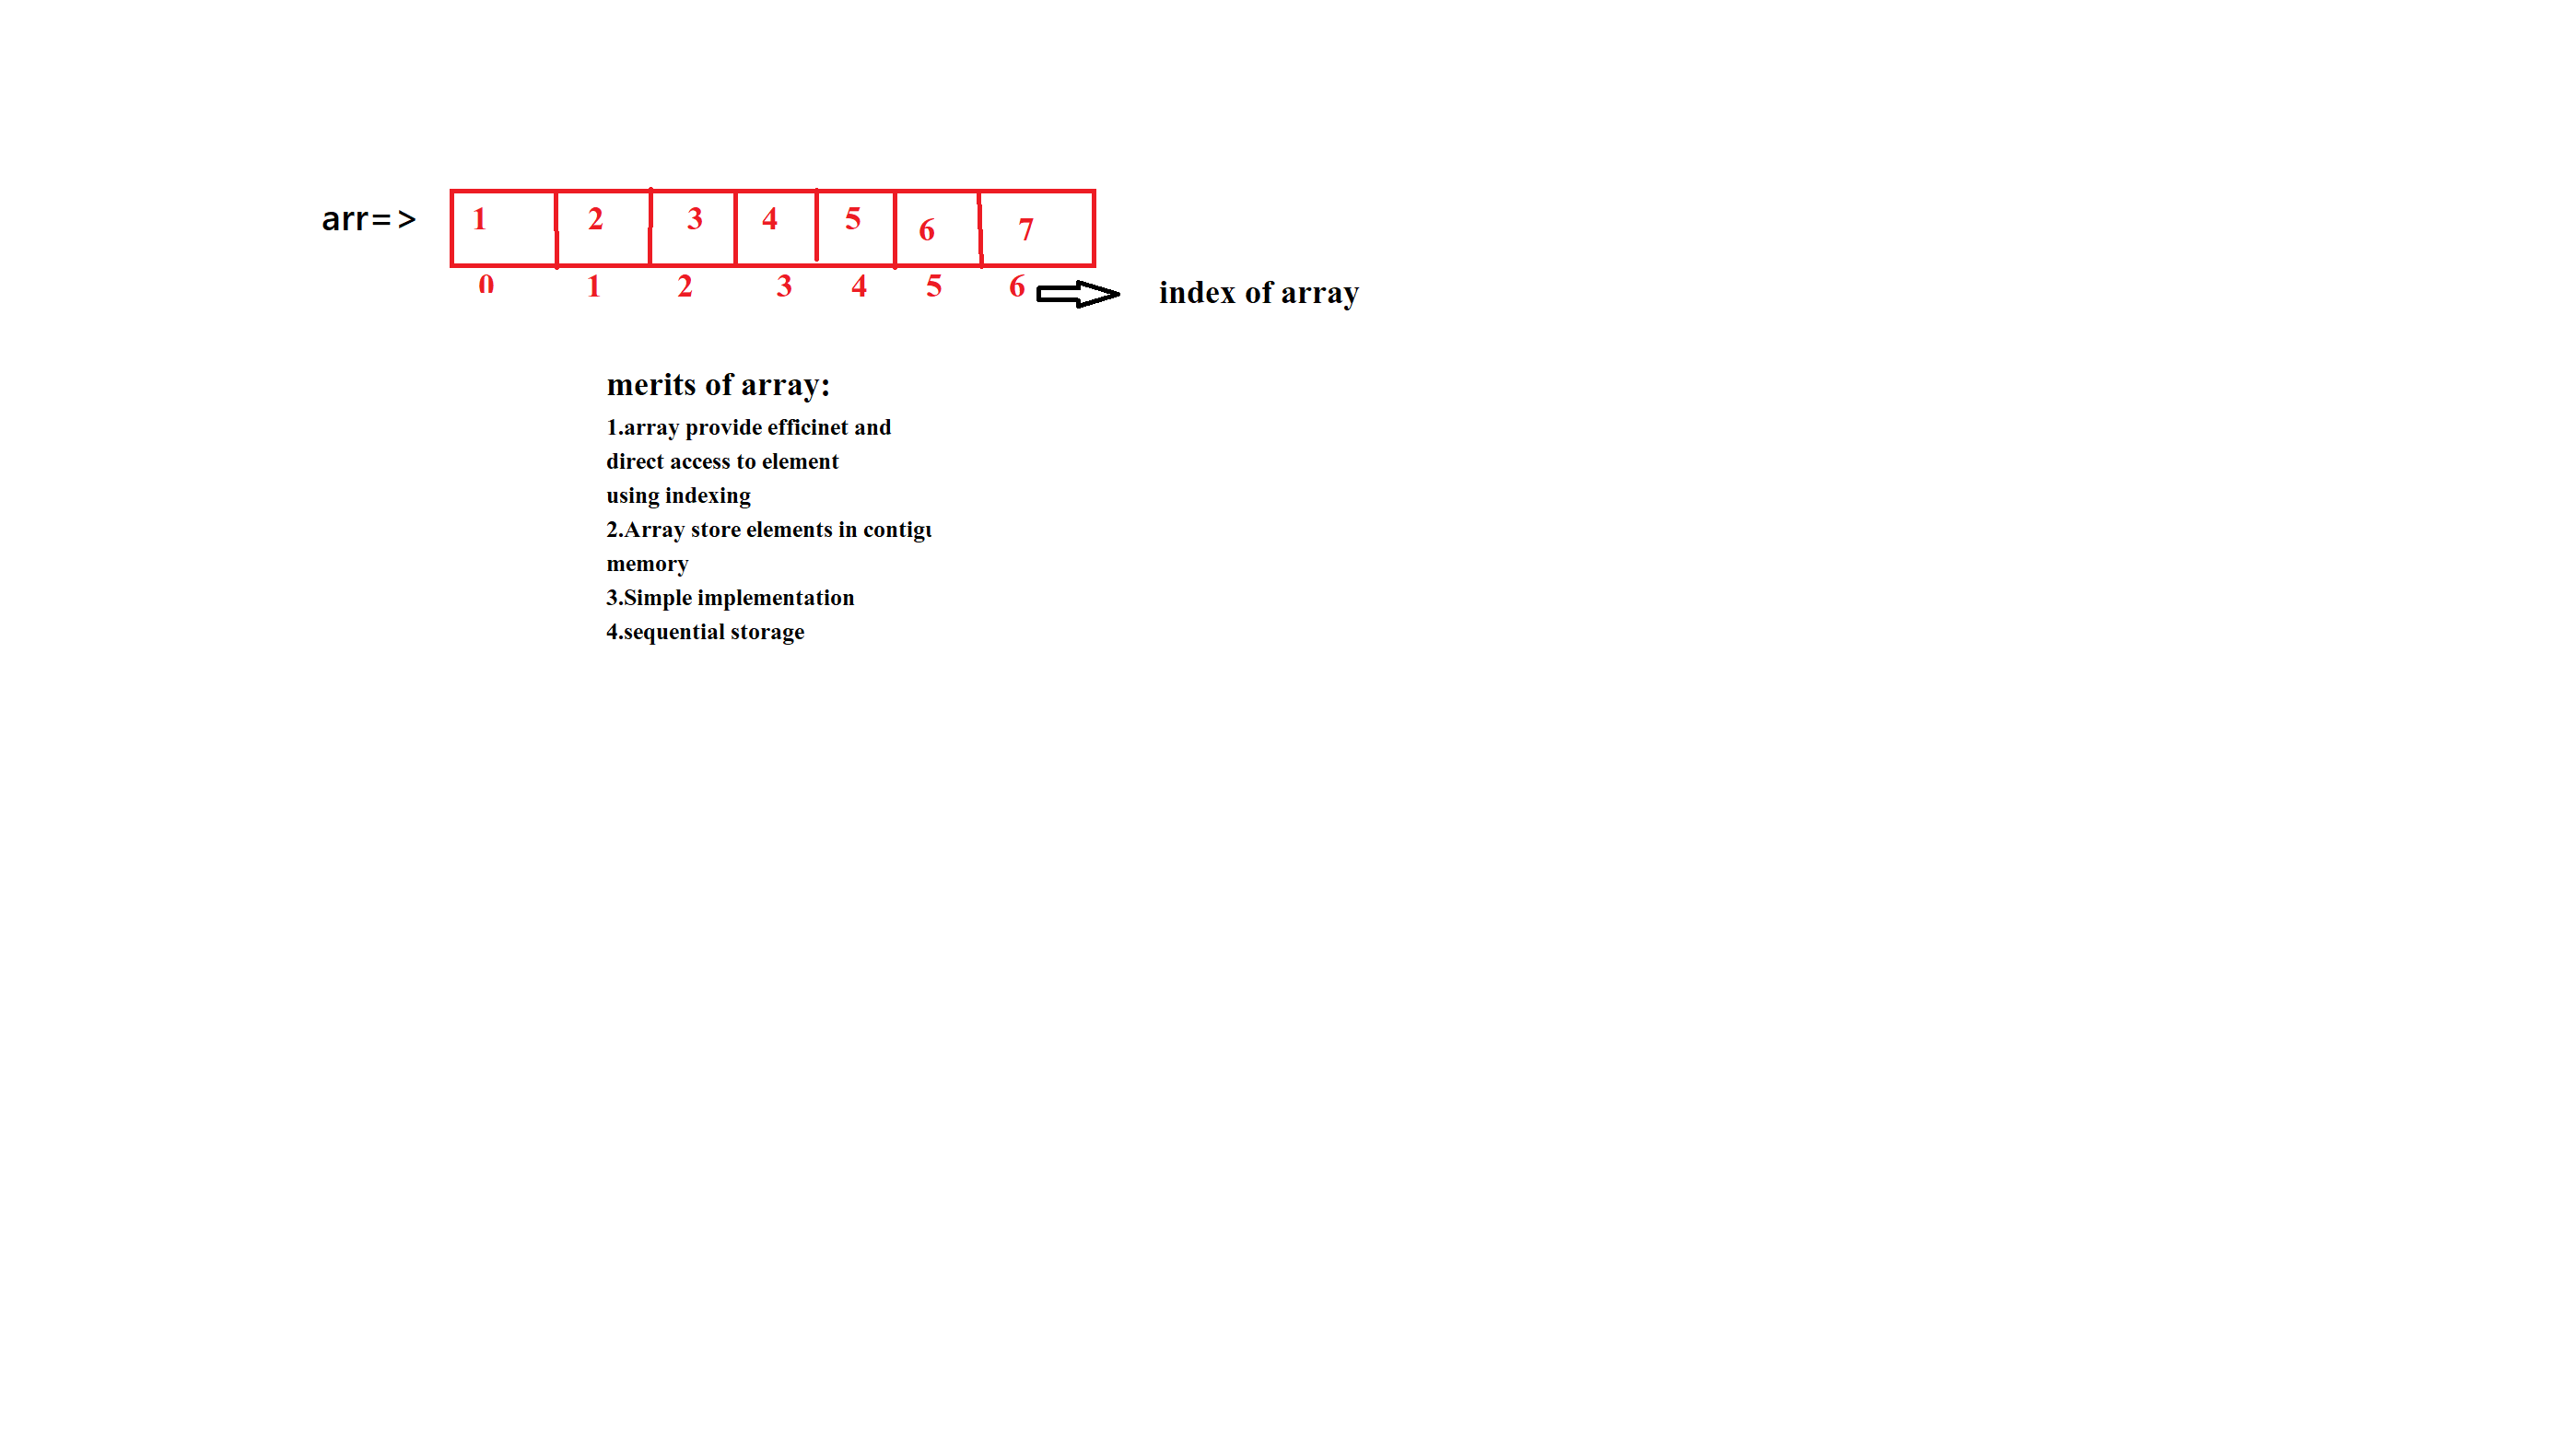 arr=> 1 2 3 4 5 6 7
0 1 2 3 4 5 6 index of array
merits of array:
1.array provide efficinet and
direct access to element
using indexing
2.Array store elements in contigu
memory
3.Simple implementation
4.sequential storage